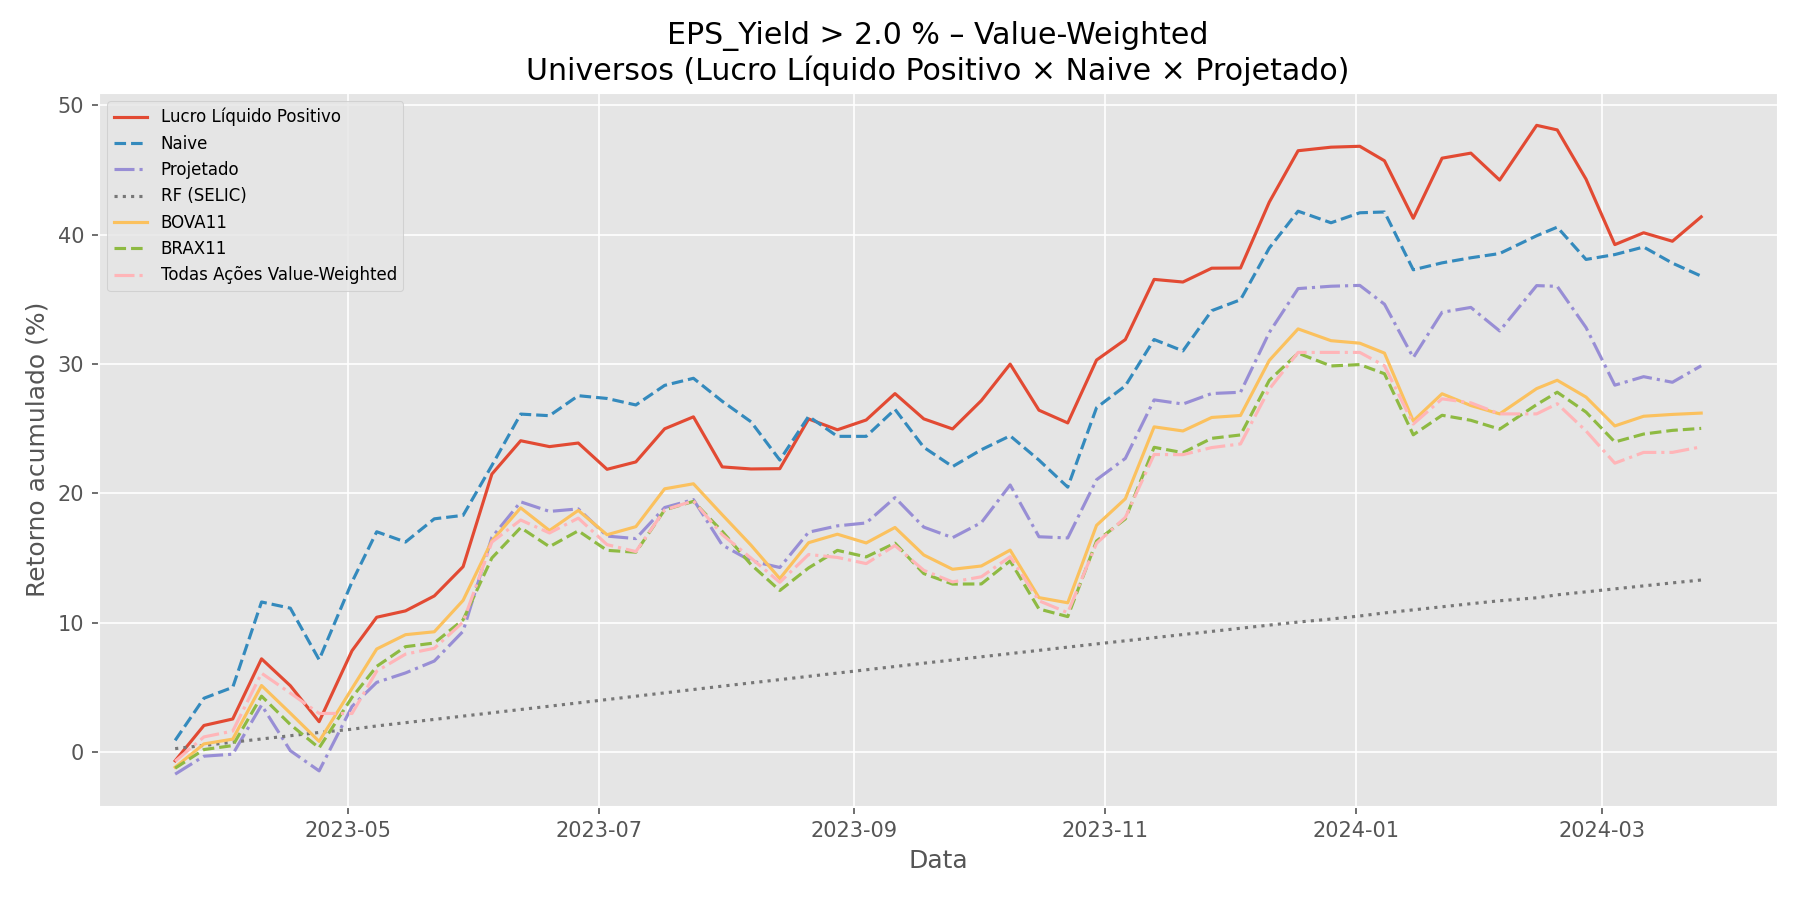 EPS_Yield > 2.0 % – Value-Weighted
Universos (Lucro Líquido Positivo × Naive × Projetado)
Lucro Líquido Positivo
Naive
Projetado
RF (SELIC)
BOVA11
BRAX11
Todas Ações Value-Weighted
Retorno acumulado (%)
50
40
30
20
10
0
2023-05
2023-07
2023-09
2023-11
2024-01
2024-03
Data